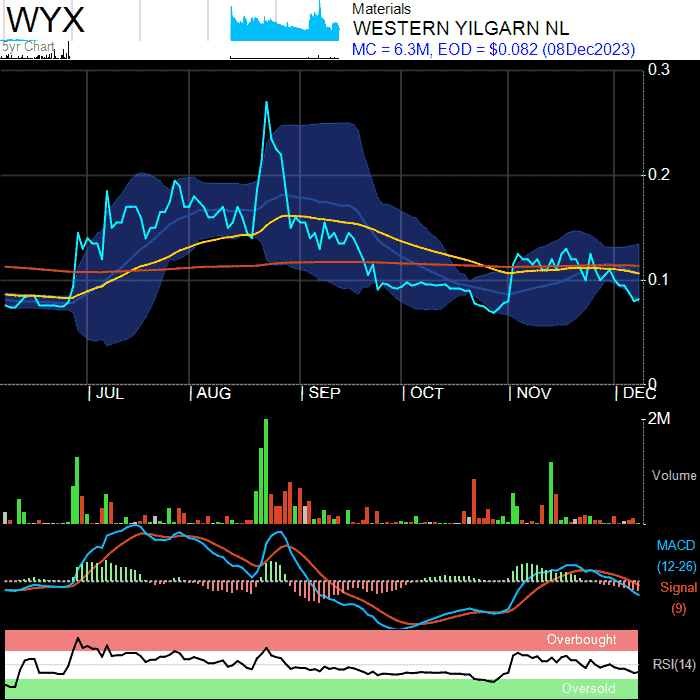 WYX
5yr Chart
Materials
WESTERN YILGARN NL
MC = 6.3M, EOD = $0.082 (08Dec2023)
0.3
0.2
0.1
0
JUL
AUG
SEP
OCT
NOV
DEC
2M
Volume
MACD
(12-26)
Signal
(9)
Overbought
RSI(14)
Oversold